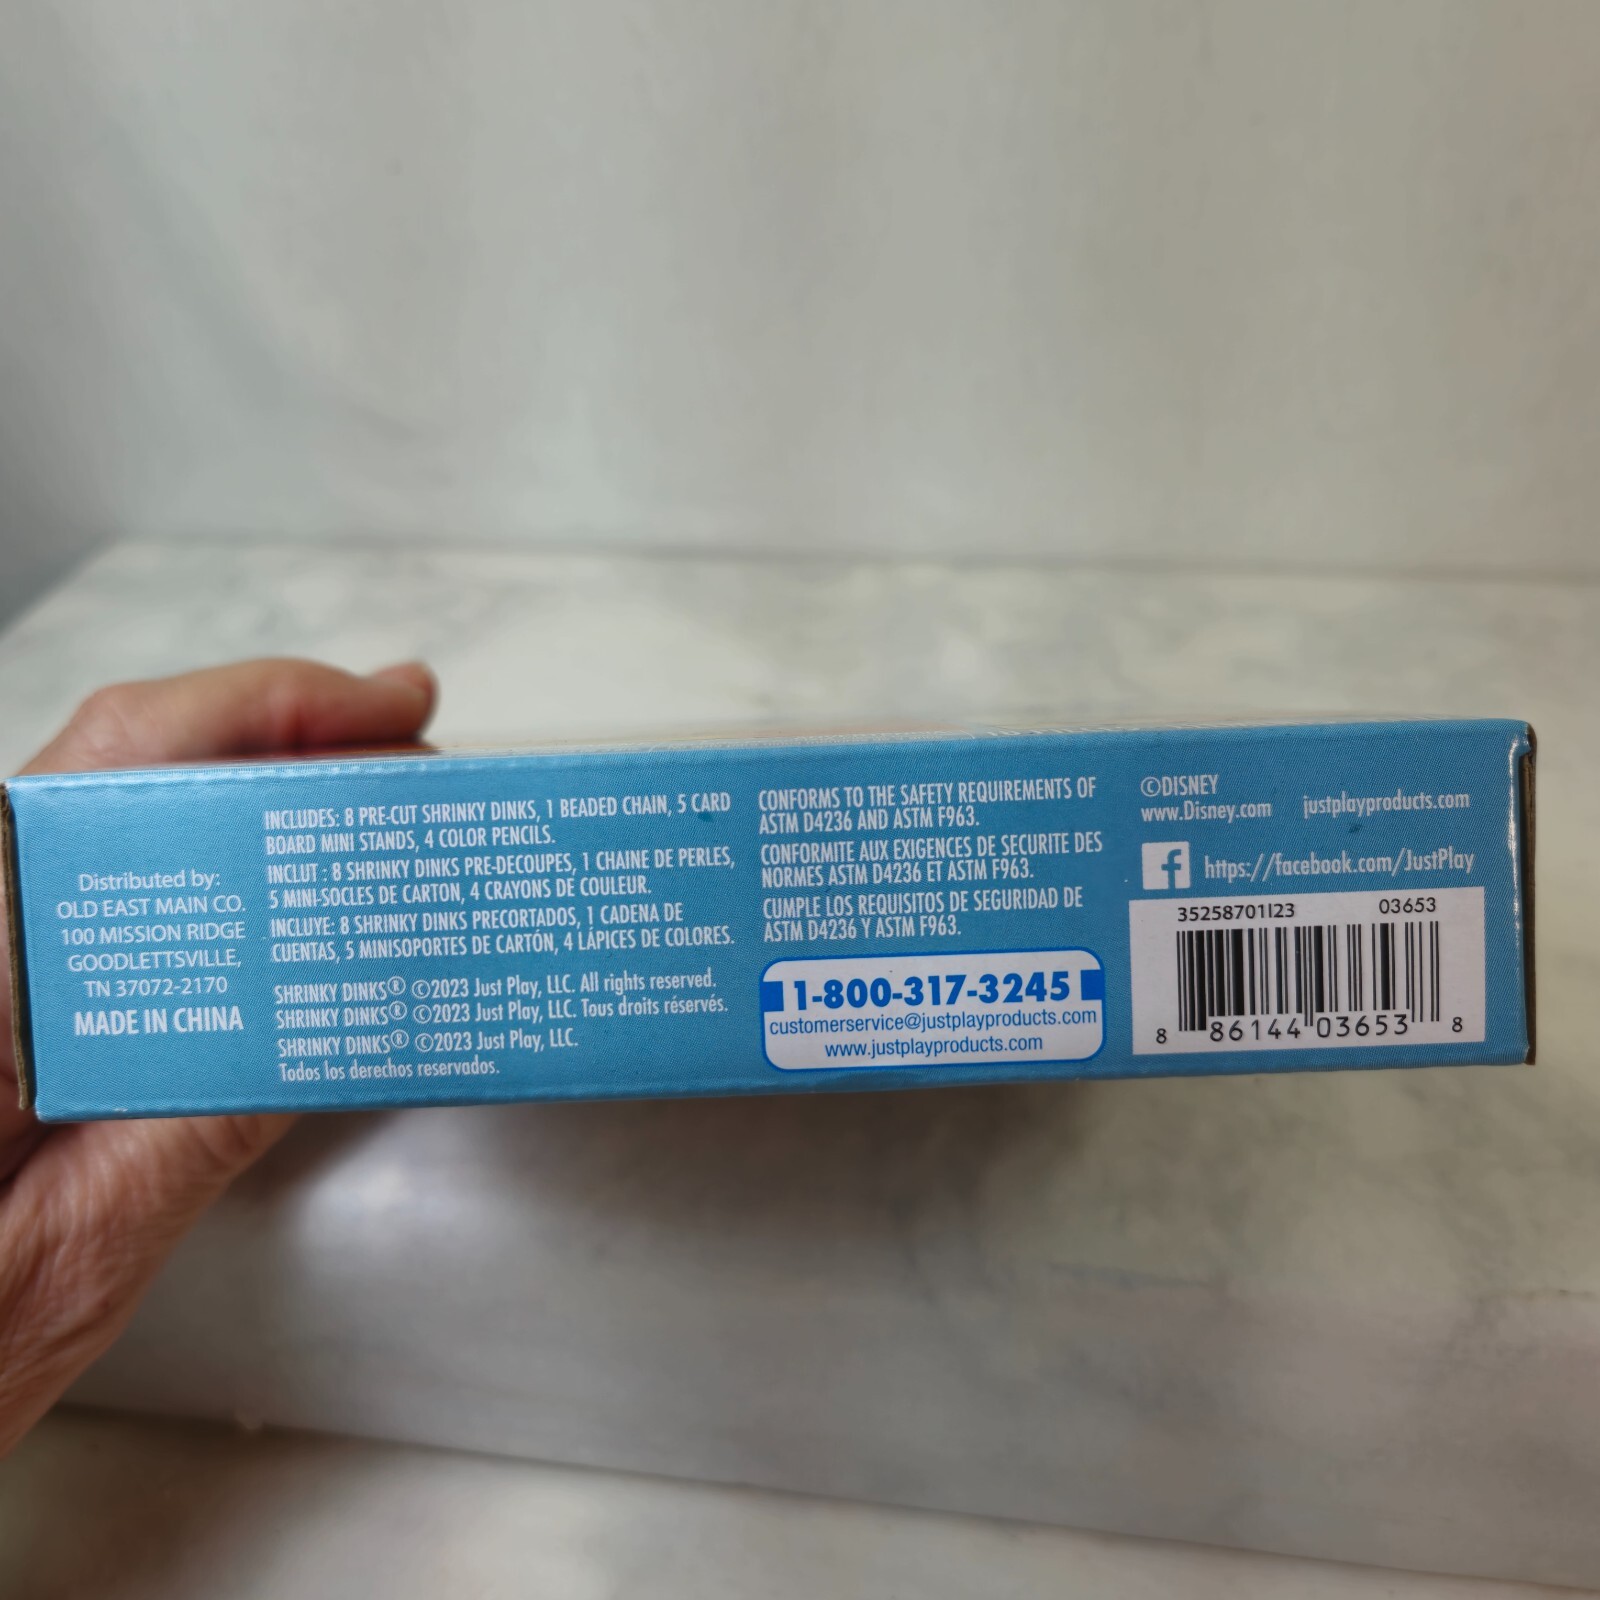 Distributed by:
OLD EAST MAIN CO.
100 MISSION RIDGE
GOODLETTSVILLE,
TN 37072-2170
MADE IN CHINA
INCLUDES: 8 PRE-CUT SHRINKY DINKS, 1 BEADED CHAIN, 5 CARD
BOARD MINI STANDS, 4 COLOR PENCILS.
INCLUT : 8 SHRINKY DINKS PRE-DECOUPES, 1 CHAINE DE PERLES,
5 MINI-SOCLES DE CARTON, 4 CRAYONS DE COULEUR.
INCLUYE: 8 SHRINKY DINKS PRECORTADOS, 1 CADENA DE
CUENTAS, 5 MINISOPORTES DE CARTÓN, 4 LÁPICES DE COLORES.
SHRINKY DINKS® ©2023 Just Play, LLC. All rights reserved.
SHRINKY DINKS® ©2023 Just Play, LLC. Tous droits réservés.
SHRINKY DINKS® ©2023 Just Play, LLC.
Todos los derechos reservados.
CONFORMS TO THE SAFETY REQUIREMENTS OF
ASTM D4236 AND ASTM F963.
CONFORMITE AUX EXIGENCES DE SECURITE DES
NORMES ASTM D4236 ET ASTM F963.
CUMPLE LOS REQUISITOS DE SEGURIDAD DE
ASTM D4236 Y ASTM F963.
1-800-317-3245
customerservice@justplayproducts.com
www.justplayproducts.com
©DISNEY
www.Disney.com justplayproducts.com
f https://facebook.com/JustPlay
35258701I23 03653
8 86144 03653 8